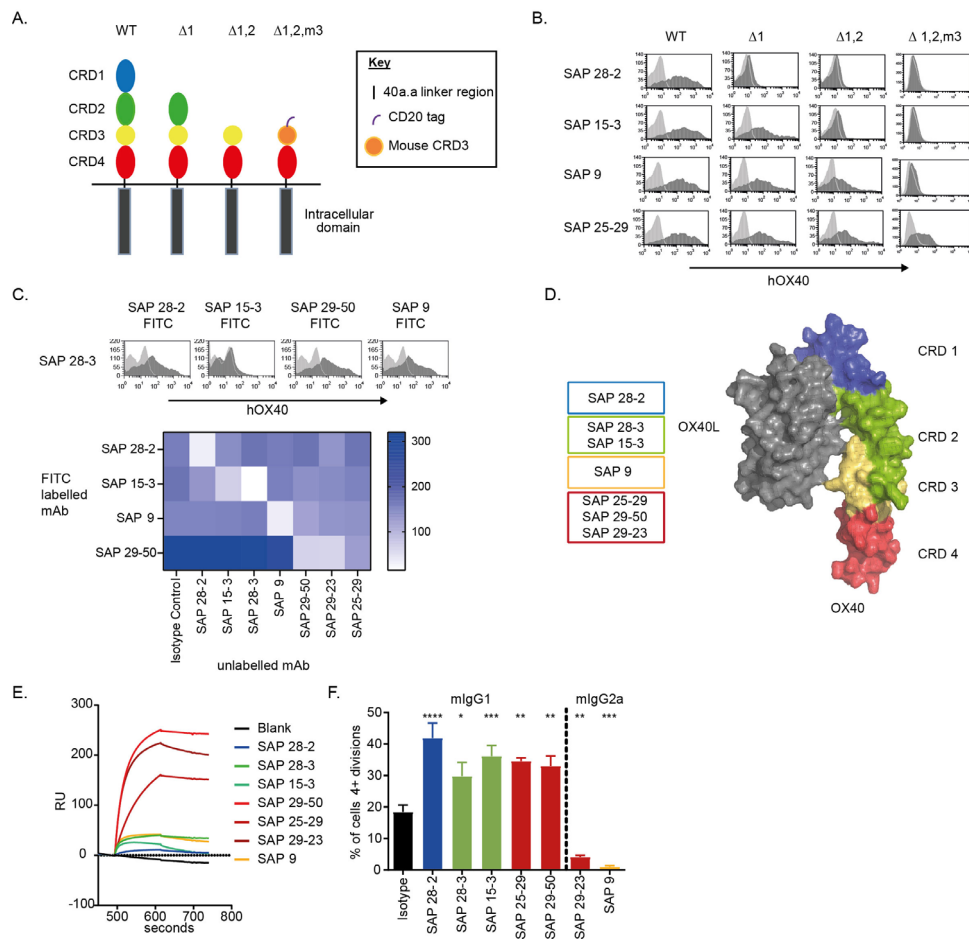 A.
WT Δ1 Δ1,2 Δ1,2,m3
CRD1
CRD2
CRD3
CRD4
Key
40a.a linker region
CD20 tag
Mouse CRD3
Intracellular
domain
B.
WT Δ1 Δ1,2 Δ 1,2,m3
SAP 28-2
SAP 15-3
SAP 9
SAP 25-29
hOX40
C.
SAP 28-2 SAP 15-3 SAP 29-50 SAP 9
FITC FITC FITC FITC
SAP 28-3
220
165
110
55
0
10⁰ 10¹ 10² 10³ 10⁴
hOX40
FITC
labelled
mAb
SAP 28-2
SAP 15-3
SAP 9
SAP 29-50
300
200
100
Isotype Control
SAP 28-2
SAP 15-3
SAP 28-3
SAP 9
SAP 29-50
SAP 29-23
SAP 25-29
unlabelled mAb
D.
SAP 28-2
SAP 28-3
SAP 15-3
SAP 9
SAP 25-29
SAP 29-50
SAP 29-23
OX40L
CRD 1
CRD 2
CRD 3
CRD 4
OX40
E.
RU
300
200
100
0
-100
500 600 700 800
seconds
Blank
SAP 28-2
SAP 28-3
SAP 15-3
SAP 29-50
SAP 25-29
SAP 29-23
SAP 9
F.
mIgG1 mIgG2a
**** * *** ** ** ** ***
% of cells 4+ divisions
50
40
30
20
10
0
Isotype
SAP 28-2
SAP 28-3
SAP 15-3
SAP 25-29
SAP 29-50
SAP 29-23
SAP 9